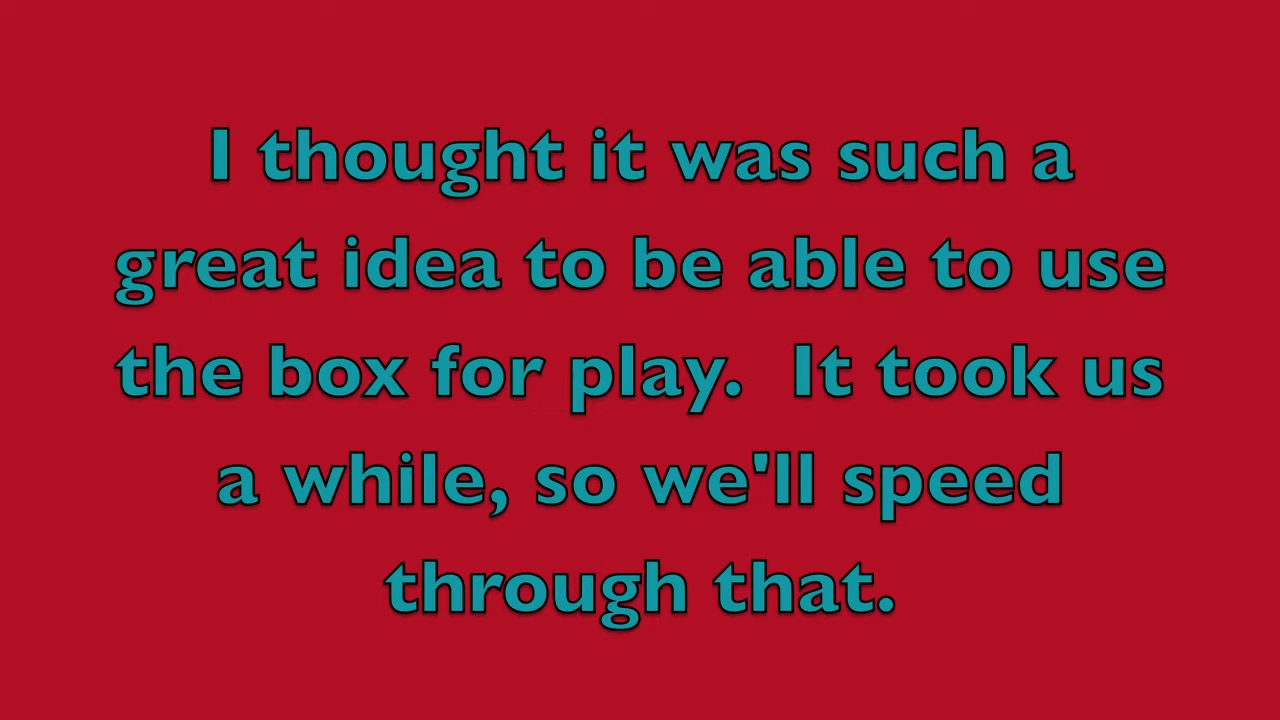 I thought it was such a
great idea to be able to use
the box for play.  It took us
a while, so we'll speed
through that.